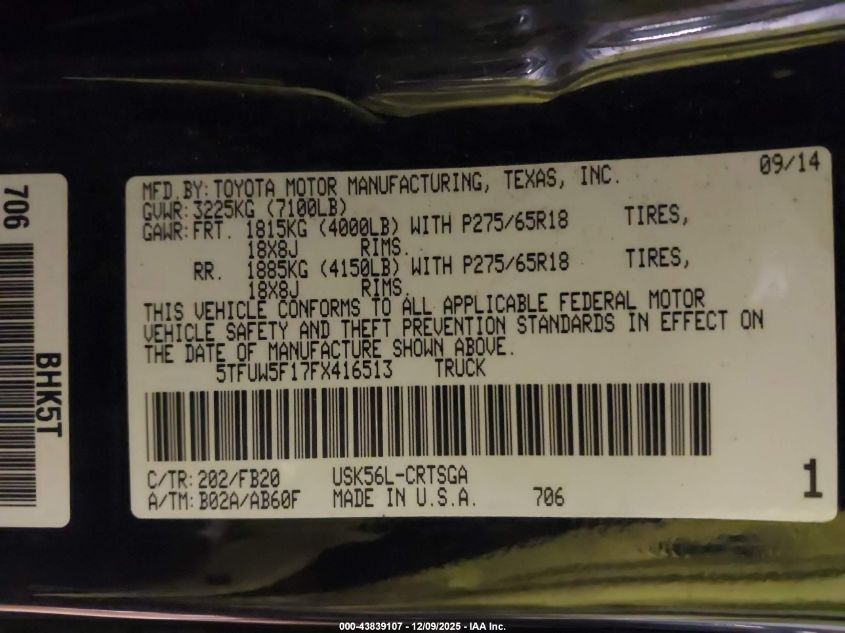 706
BHK5T
09/14
MFD.BY:TOYOTA MOTOR MANUFACTURING, TEXAS, INC.
GVWR:3225KG (7100LB)
GAWR:FRT. 1815KG (4000LB) WITH P275/65R18 TIRES,
18X8J RIMS.
RR. 1885KG (4150LB) WITH P275/65R18 TIRES,
18X8J RIMS.
THIS VEHICLE CONFORMS TO ALL APPLICABLE FEDERAL MOTOR
VEHICLE SAFETY AND THEFT PREVENTION STANDARDS IN EFFECT ON
THE DATE OF MANUFACTURE SHOWN ABOVE.
5TFUW5F17FX416513 TRUCK
C/TR:202/FB20 USK56L-CRTSGA
A/TM:B02A/AB60F MADE IN U.S.A. 706
1
000-43839107 - 12/09/2025 - IAA Inc.